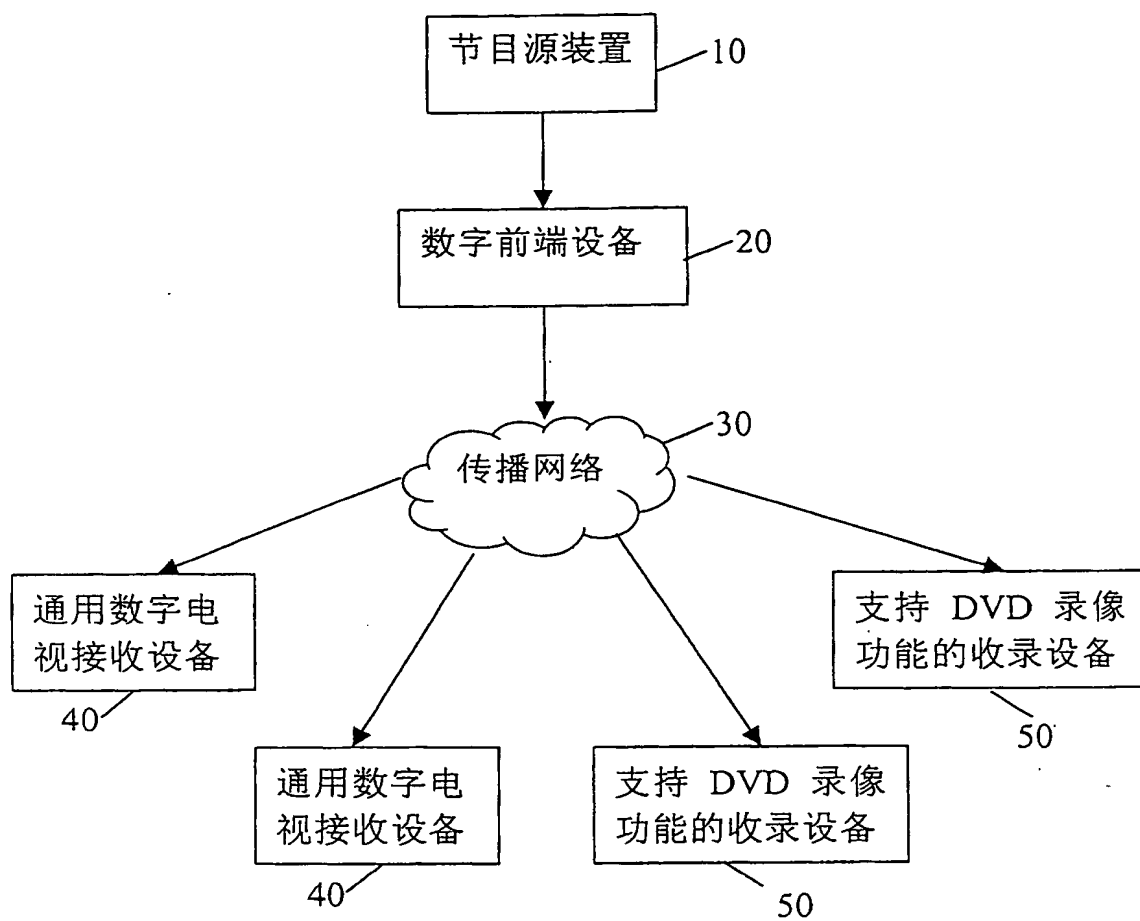 节目源装置
10
数字前端设备
20
30
传播网络
通用数字电
视接收设备
40
支持 DVD 录像
功能的收录设备
50
通用数字电
视接收设备
40
支持 DVD 录像
功能的收录设备
50